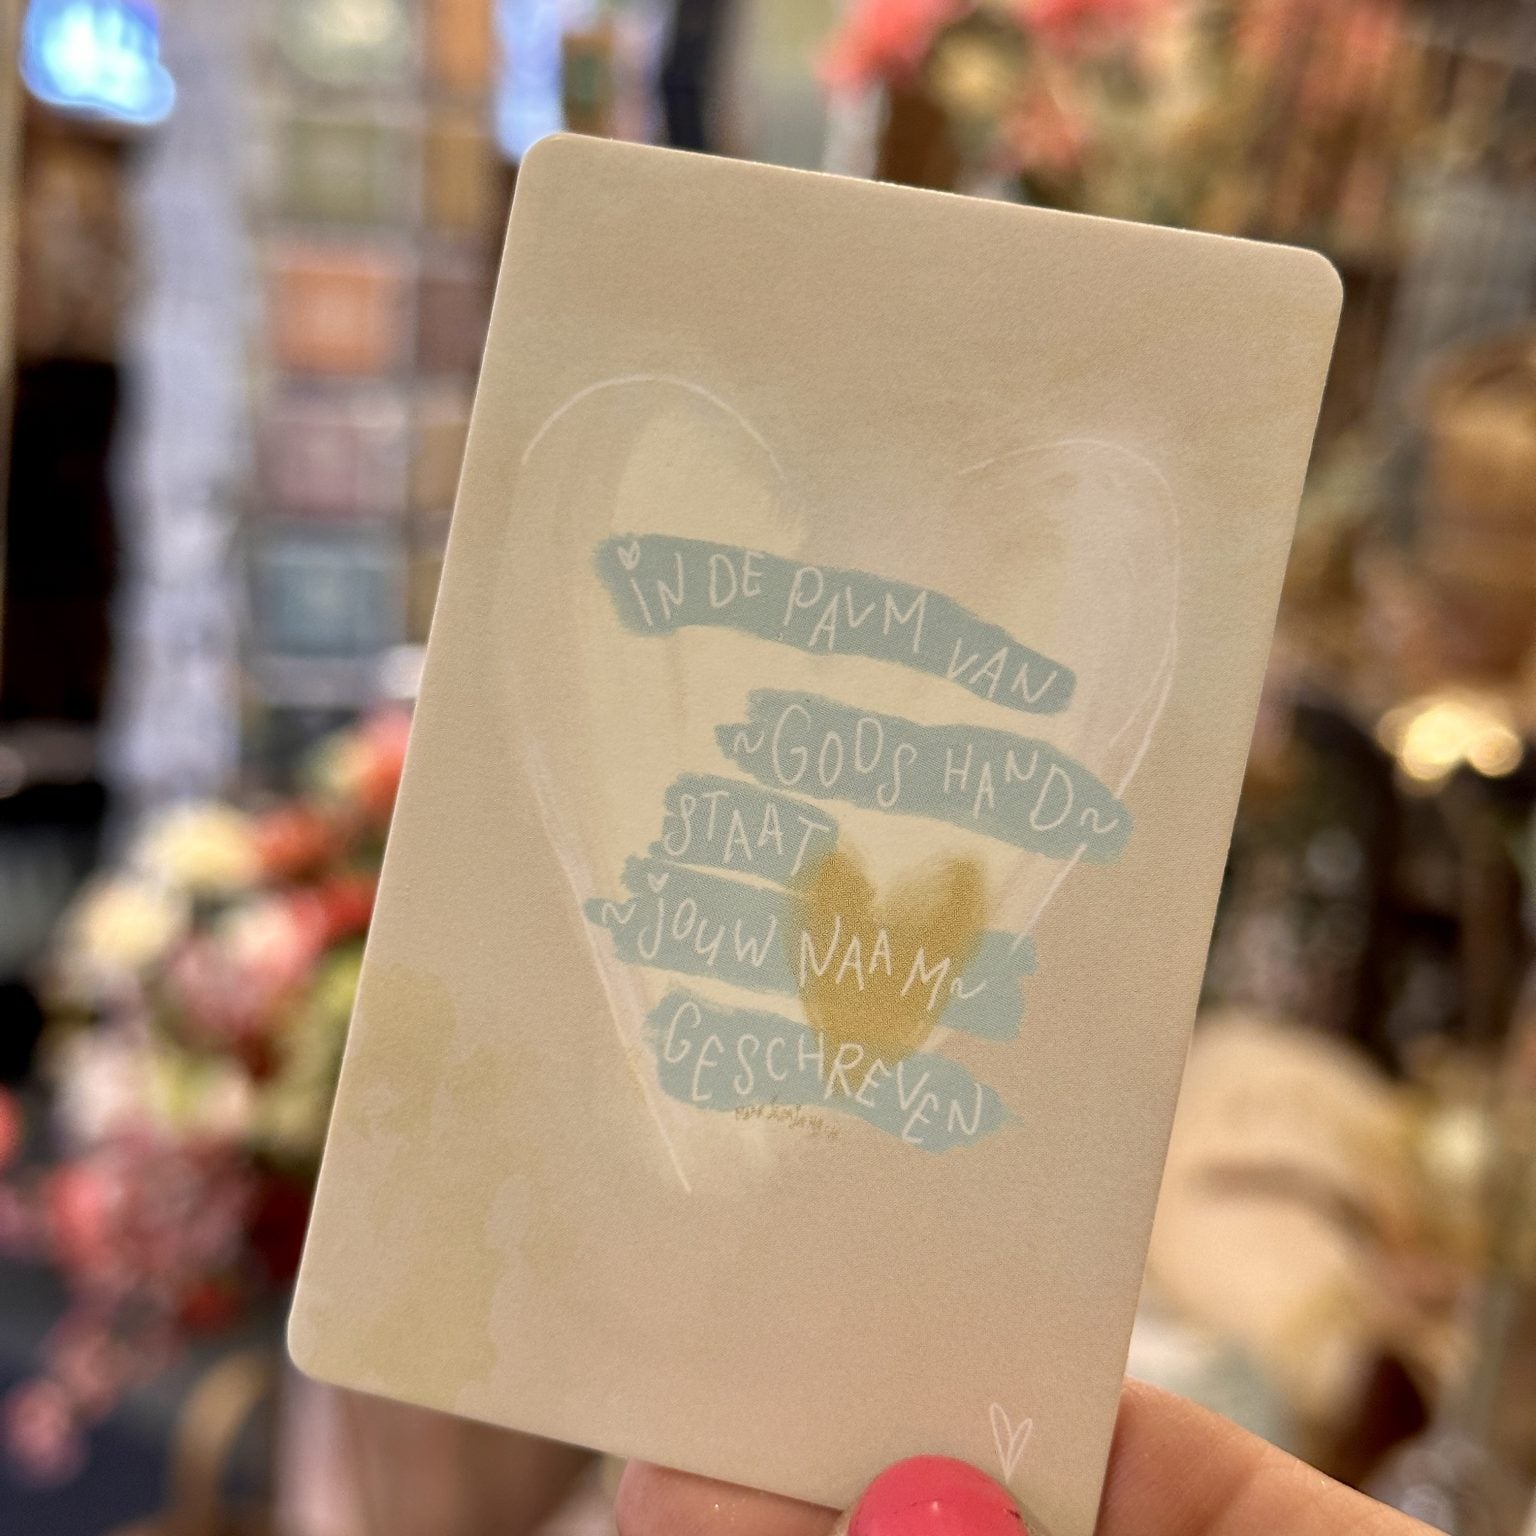 IN DE PALM VAN
~GODS HAND~
STAAT
~JOUW NAAM~
GESCHREVEN